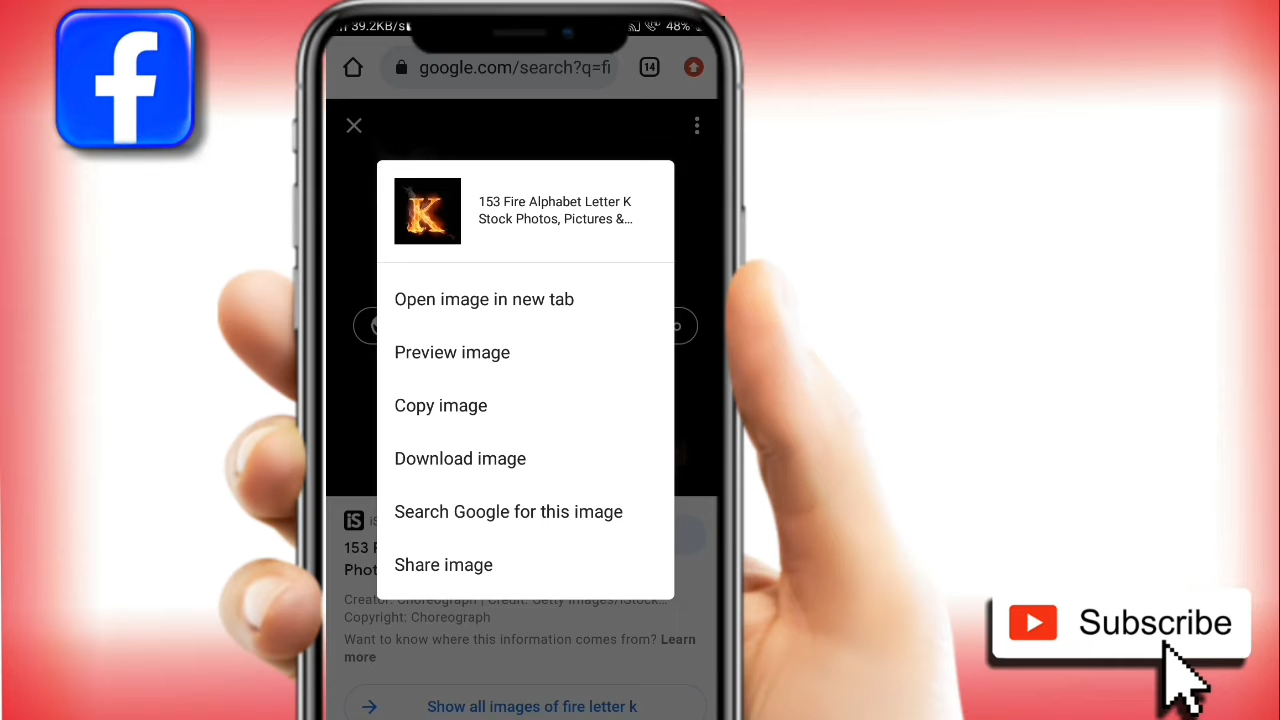 39.2KB/s
48%
google.com/search?q=fi
14
K
153 Fire Alphabet Letter K
Stock Photos, Pictures &...
Open image in new tab
Preview image
Copy image
Download image
Search Google for this image
Share image
iS
153
Creator: Choreograph | Credit: Getty Images/iStock...
Copyright: Choreograph
Want to know where this information comes from? Learn
more
Show all images of fire letter k
f
Subscribe